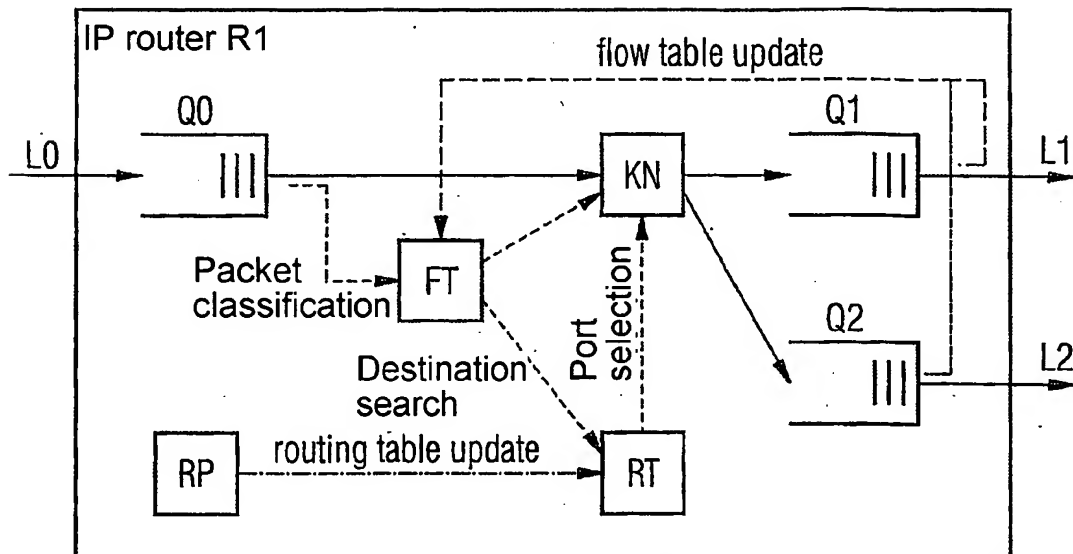 IP router R1
flow table update
Q0
Q1
L0
KN
L1
Packet
classification
FT
Port
selection
Q2
L2
Destination
search
routing table update
RP
RT